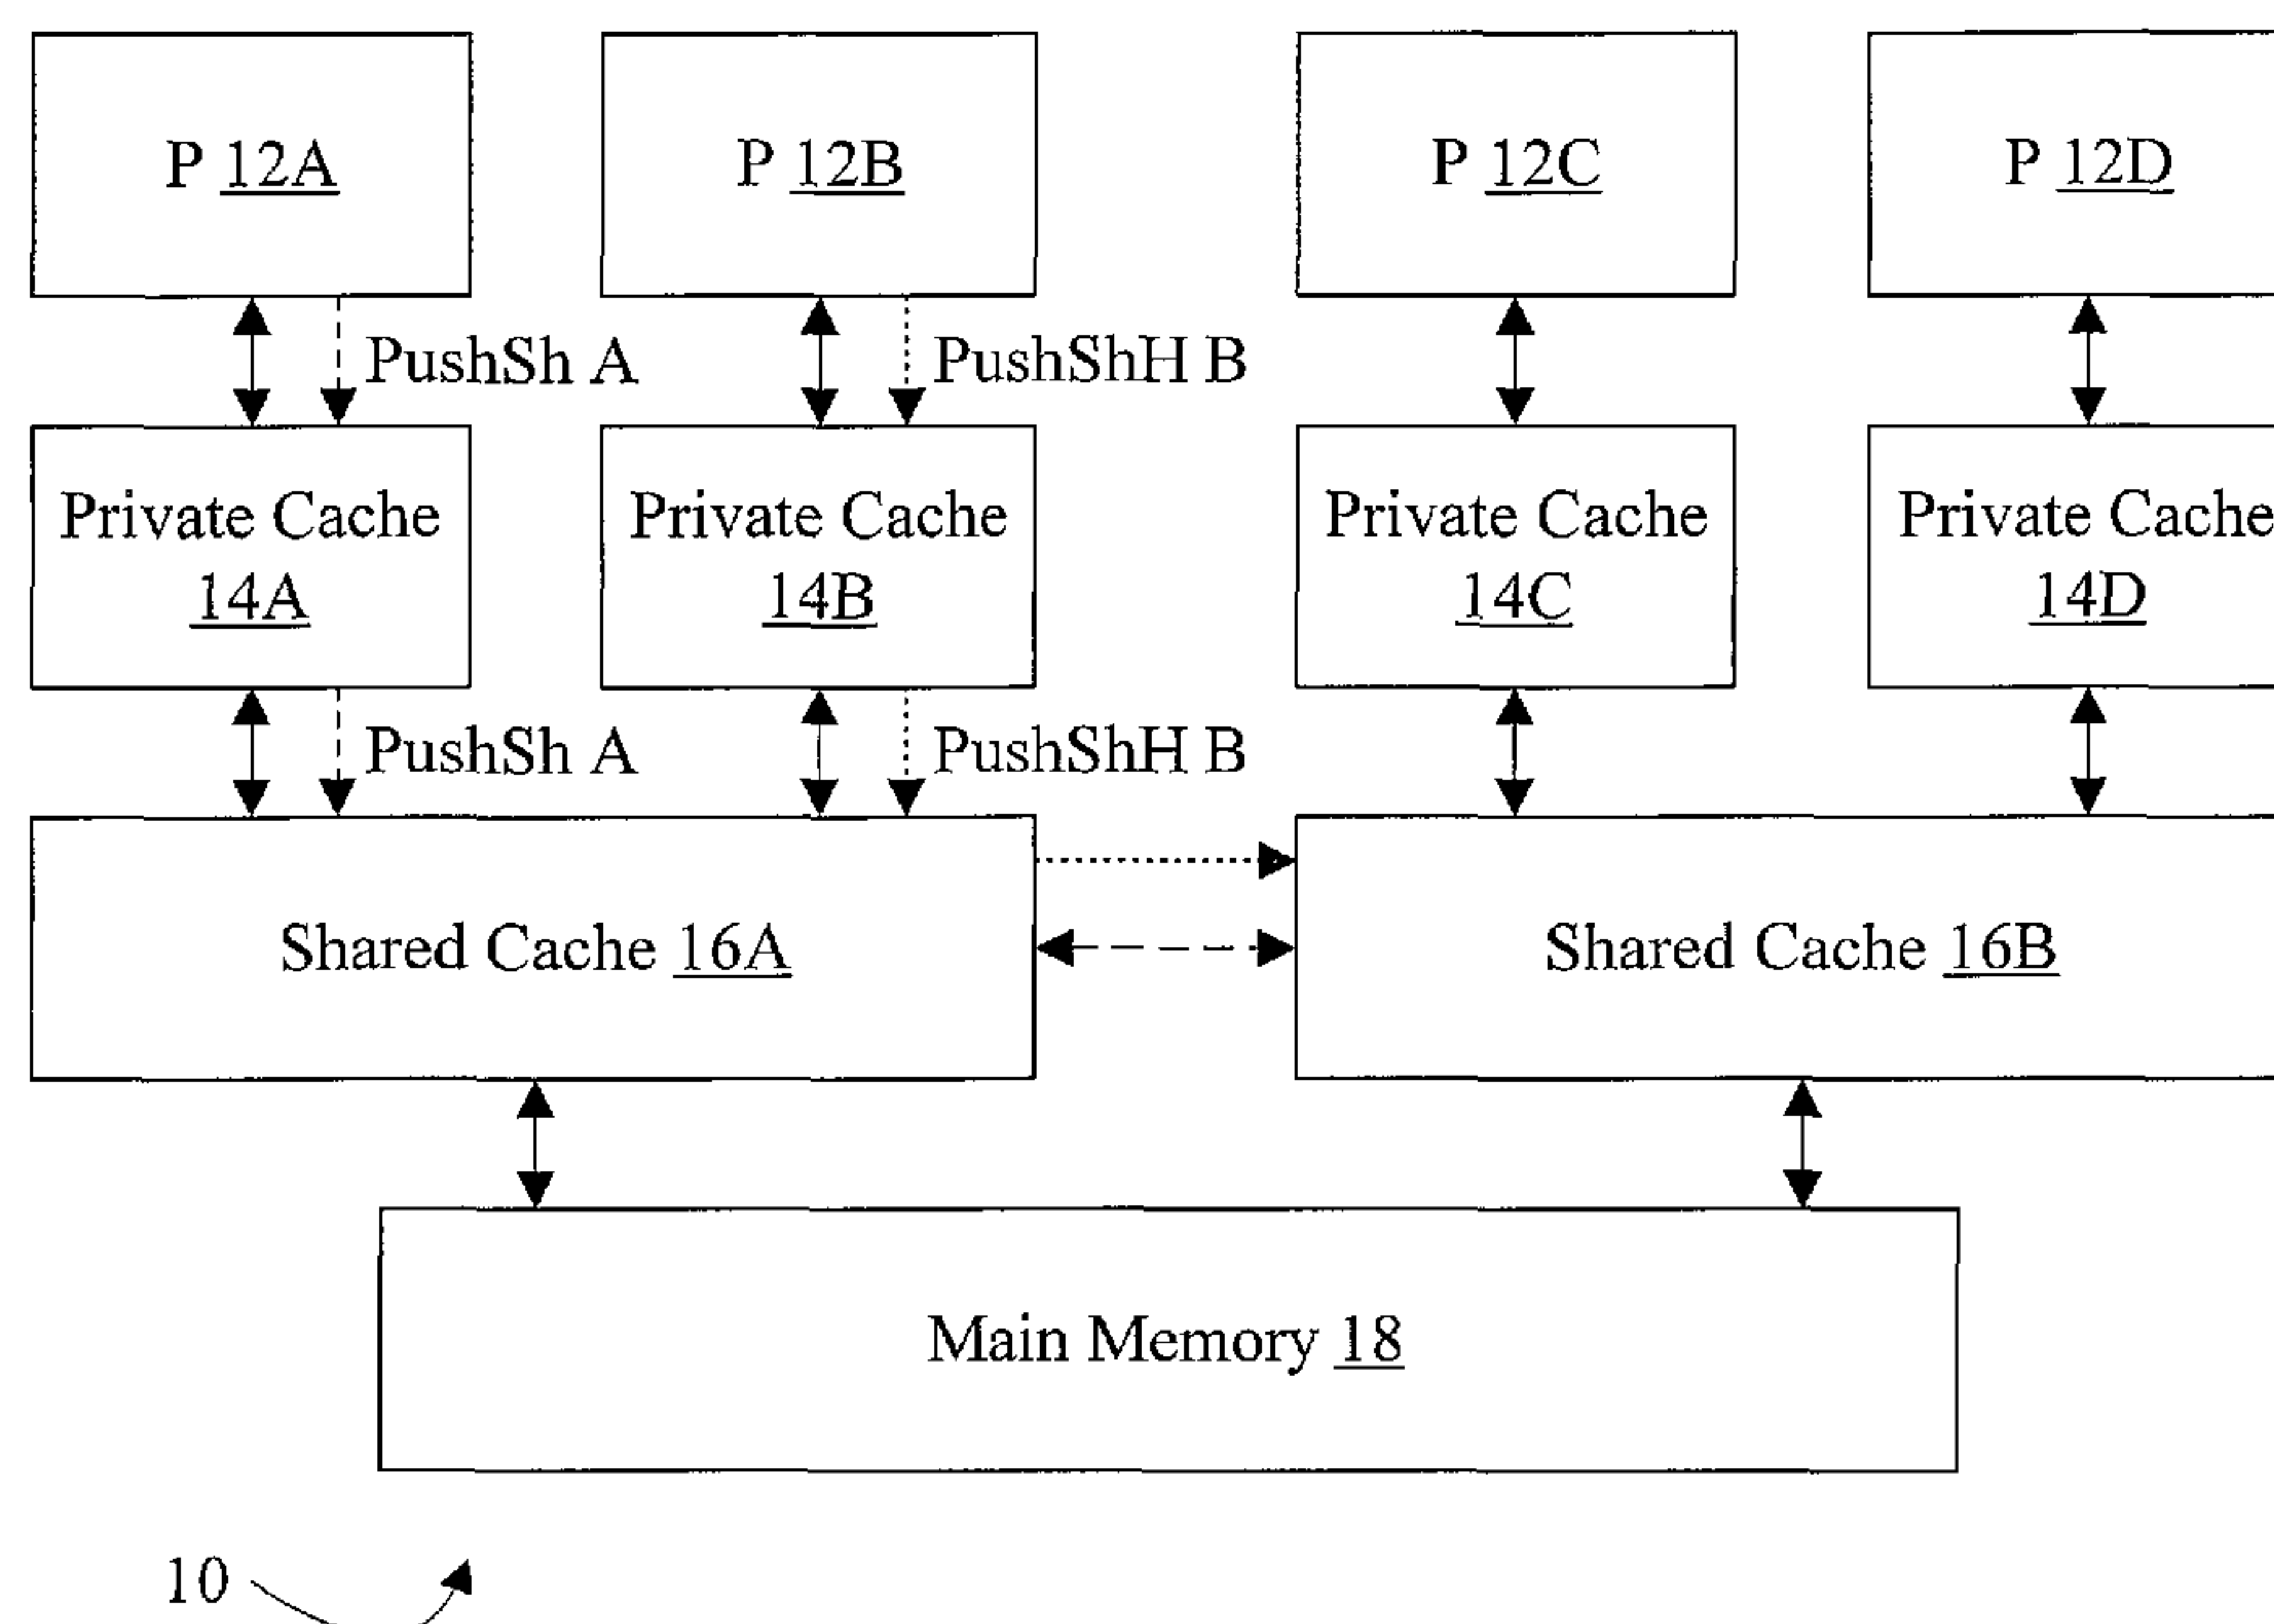 P 12A
P 12B
P 12C
P 12D
PushSh A
PushShH B
Private Cache
14A
Private Cache
14B
Private Cache
14C
Private Cache
14D
PushSh A
PushShH B
Shared Cache 16A
Shared Cache 16B
Main Memory 18
10